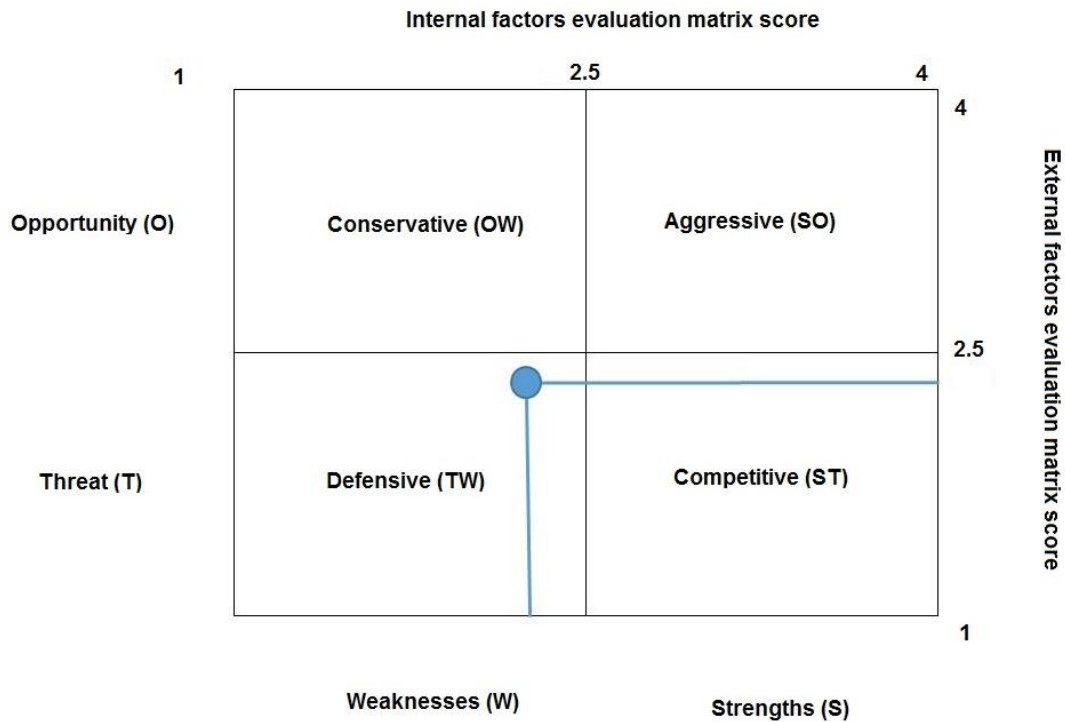 Internal factors evaluation matrix score
1
2.5
4
4
Opportunity (O)
Conservative (OW)
Aggressive (SO)
External factors evaluation matrix score
2.5
Threat (T)
Defensive (TW)
Competitive (ST)
1
Weaknesses (W)
Strengths (S)